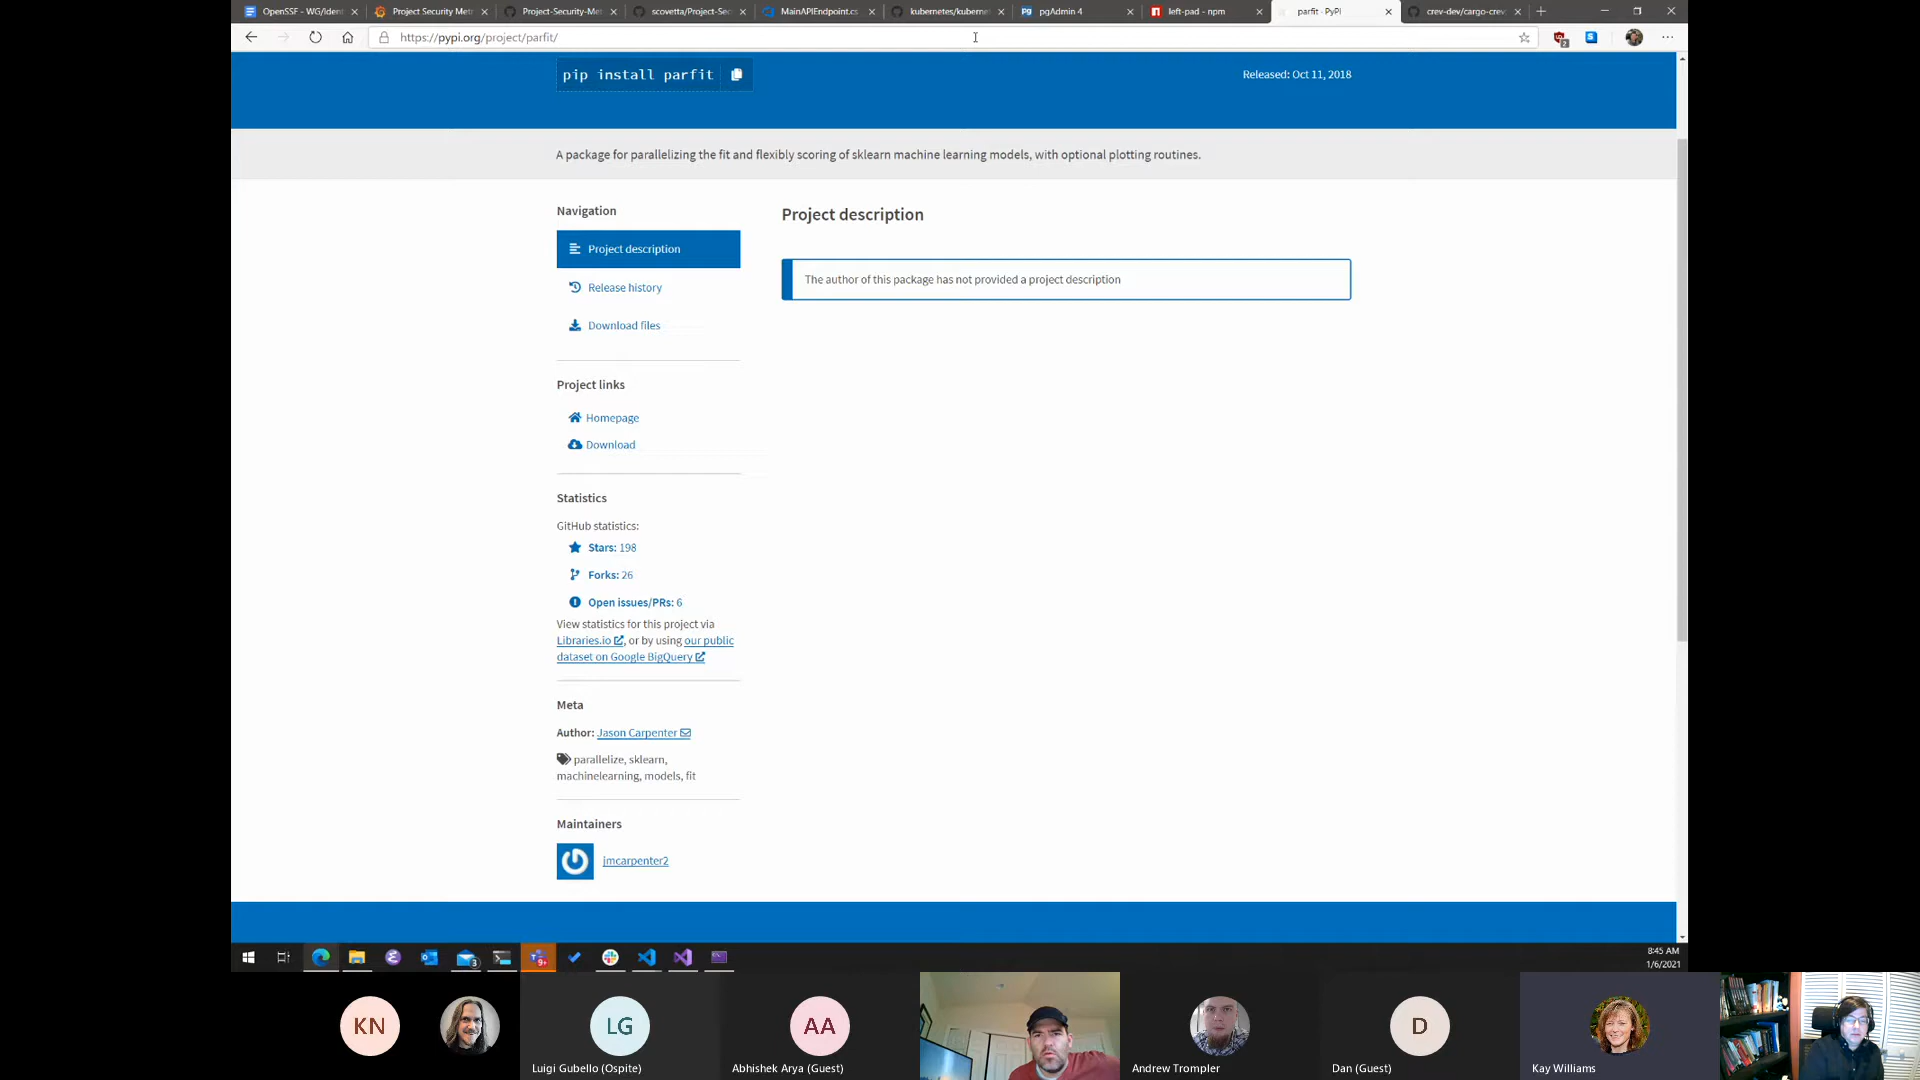 OpenSSF - WG/Ident
Project Security Met
Project-Security-Me
scovetta/Project-Sec
MainAPIEndpoint.cs
kubernetes/kuberne
pgAdmin 4
left-pad - npm
parfit · PyPI
crev-dev/cargo-crev
https://pypi.org/project/parfit/
pip install parfit
Released: Oct 11, 2018
A package for parallelizing the fit and flexibly scoring of sklearn machine learning models, with optional plotting routines.
Navigation
Project description
Release history
Download files
Project description
The author of this package has not provided a project description
Project links
Homepage
Download
Statistics
GitHub statistics:
Stars: 198
Forks: 26
Open issues/PRs: 6
View statistics for this project via
Libraries.io, or by using our public
dataset on Google BigQuery
Meta
Author: Jason Carpenter
parallelize, sklearn,
machinelearning, models, fit
Maintainers
jmcarpenter2
8:45 AM
1/6/2021
KN
LG
Luigi Gubello (Ospite)
AA
Abhishek Arya (Guest)
Andrew Trompler
D
Dan (Guest)
Kay Williams